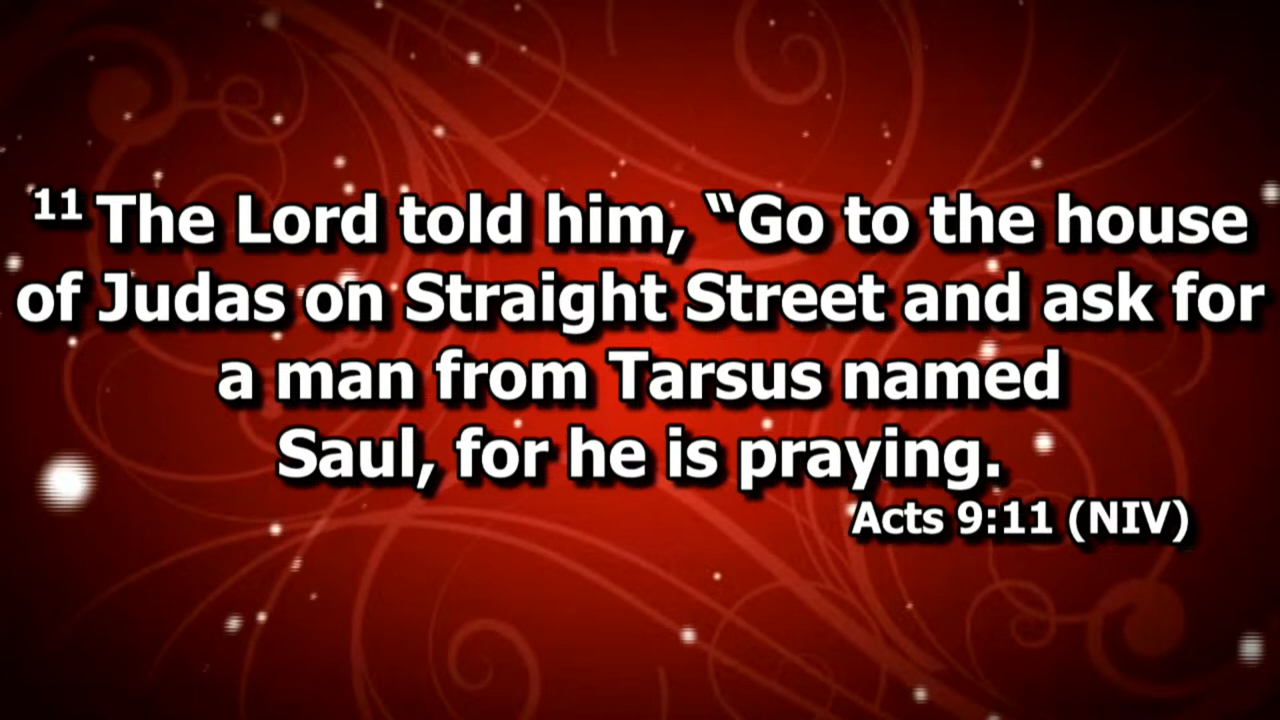 11 The Lord told him, “Go to the house
of Judas on Straight Street and ask for
a man from Tarsus named
Saul, for he is praying.
Acts 9:11 (NIV)